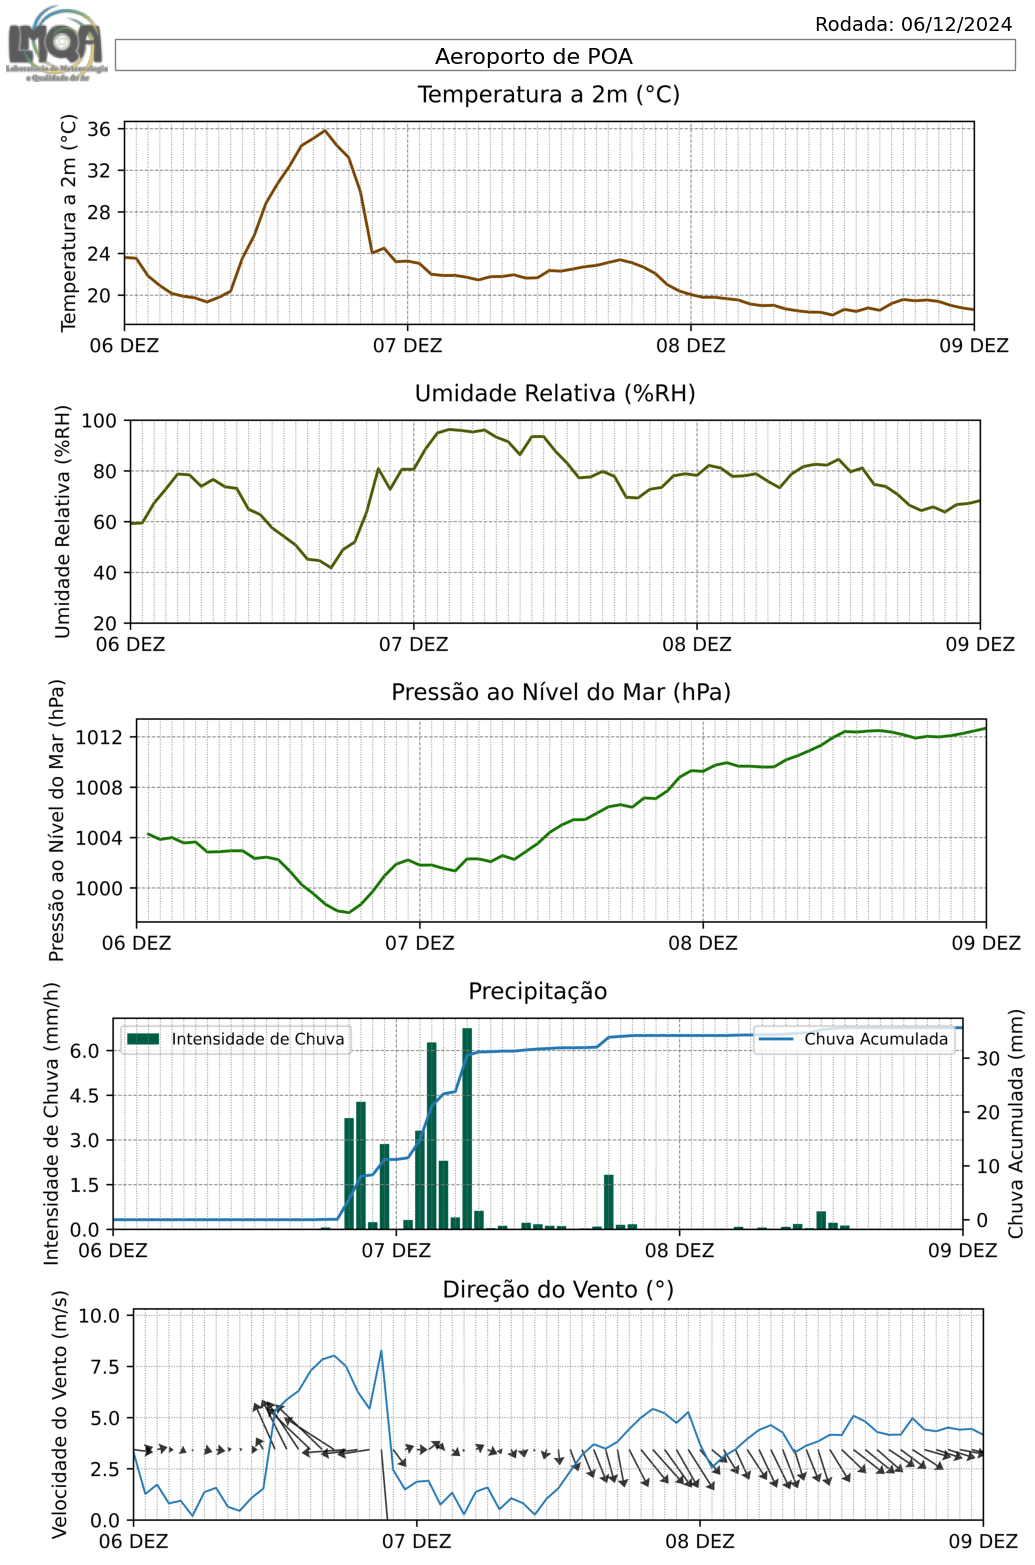 LMQA
Laboratório de Meteorologia
e Qualidade do Ar
Rodada: 06/12/2024
Aeroporto de POA
Temperatura a 2m (°C)
Temperatura a 2m (°C)
36
32
28
24
20
06 DEZ 07 DEZ 08 DEZ 09 DEZ
Umidade Relativa (%RH)
Umidade Relativa (%RH)
100
80
60
40
20
06 DEZ 07 DEZ 08 DEZ 09 DEZ
Pressão ao Nível do Mar (hPa)
Pressão ao Nível do Mar (hPa)
1012
1008
1004
1000
06 DEZ 07 DEZ 08 DEZ 09 DEZ
Precipitação
Intensidade de Chuva (mm/h)
Intensidade de Chuva
Chuva Acumulada
6.0
4.5
3.0
1.5
0.0
30
20
10
0
Chuva Acumulada (mm)
06 DEZ 07 DEZ 08 DEZ 09 DEZ
Direção do Vento (°)
Velocidade do Vento (m/s)
10.0
7.5
5.0
2.5
0.0
06 DEZ 07 DEZ 08 DEZ 09 DEZ